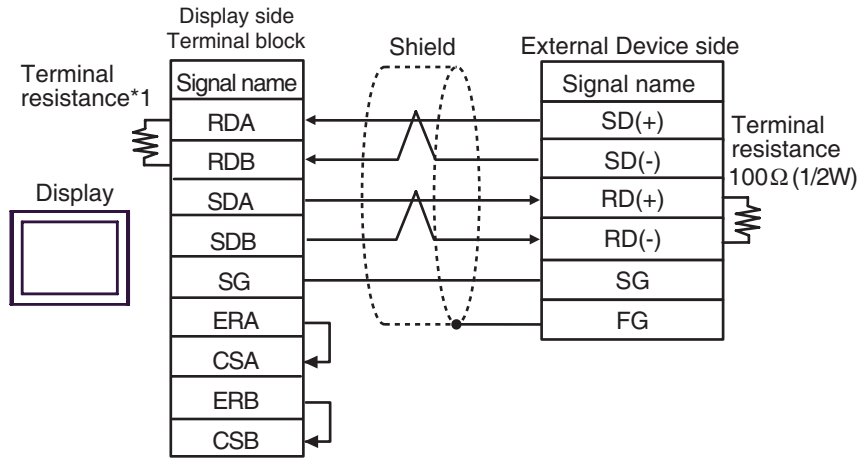 Display side
Terminal block
Shield
External Device side
Terminal
resistance*1
Signal name
Signal name
RDA
SD(+)
Terminal
resistance
100Ω(1/2W)
RDB
SD(-)
Display
SDA
RD(+)
SDB
RD(-)
SG
SG
ERA
FG
CSA
ERB
CSB